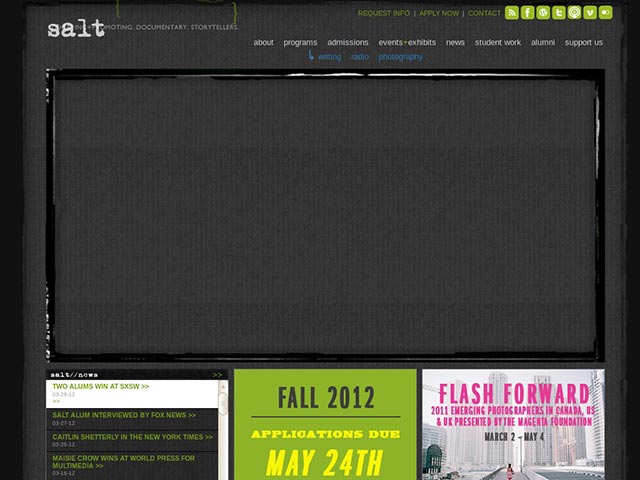 REQUEST INFO | APPLY NOW | CONTACT
salt
PROMOTING. DOCUMENTARY. STORYTELLERS.
about programs admissions events+exhibits news student work alumni support us
writing radio photography
salt//news >>
TWO ALUMS WIN AT SXSW >>
03-28-12
>>
SALT ALUM INTERVIEWED BY FOX NEWS >>
03-27-12
CAITLIN SHETTERLY IN THE NEW YORK TIMES >>
03-26-12
MAISIE CROW WINS AT WORLD PRESS FOR
MULTIMEDIA >>
03-16-12
FALL 2012
APPLICATIONS DUE
MAY 24TH
FLASH FORWARD
2011 EMERGING PHOTOGRAPHERS IN CANADA, US
& UK PRESENTED BY THE MAGENTA FOUNDATION
MARCH 2 - MAY 4